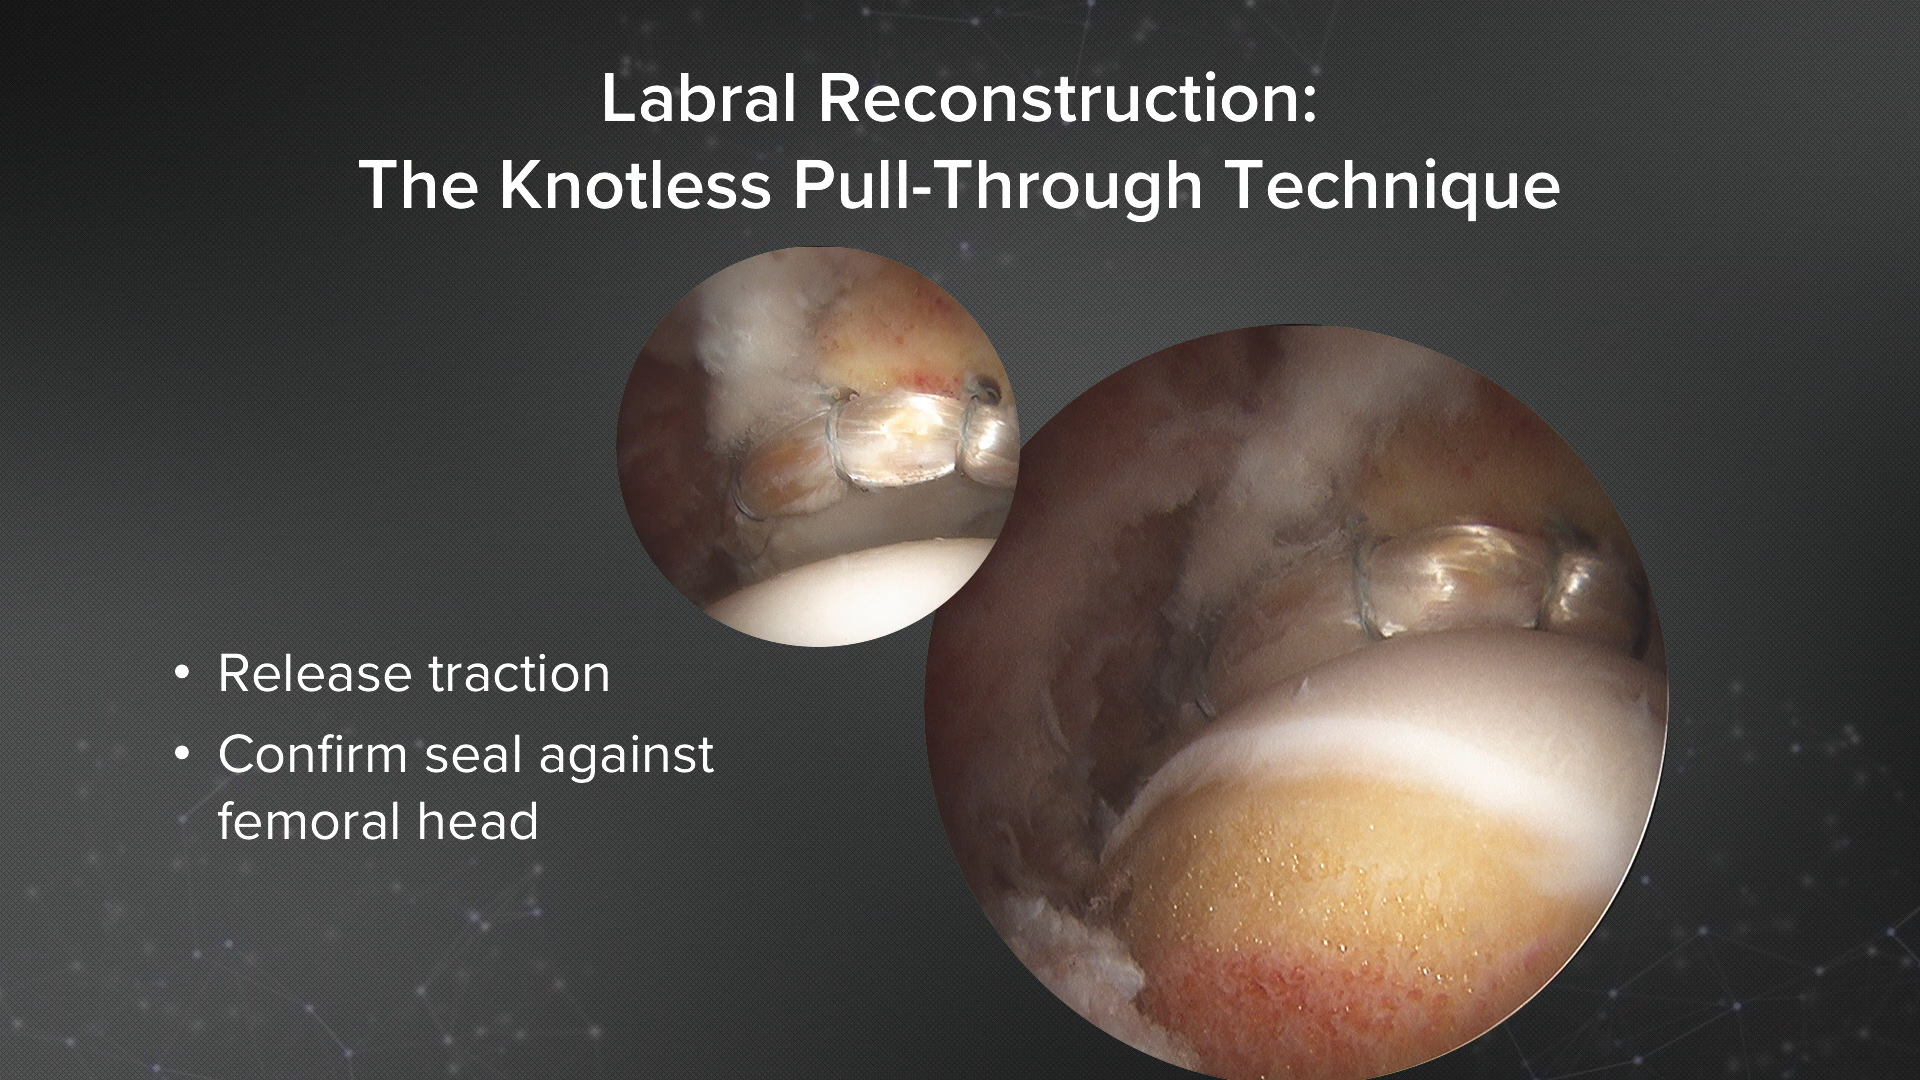 Labral Reconstruction:
The Knotless Pull-Through Technique
• Release traction
• Confirm seal against
femoral head